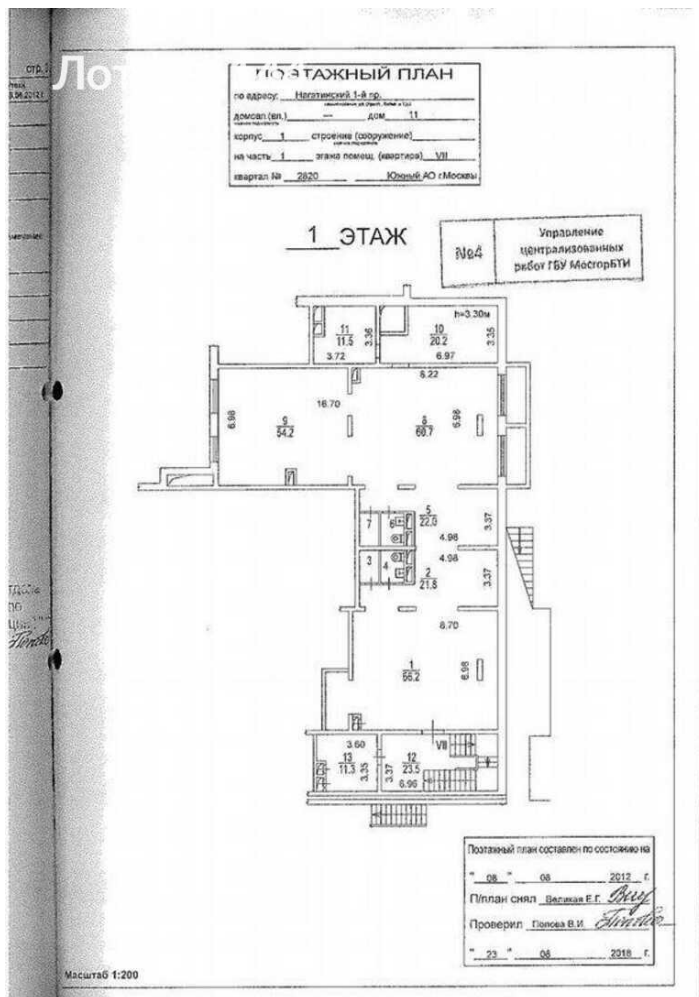 стр.
Лот
ПОЭТАЖНЫЙ ПЛАН
по адресу: Нагатинский 1-й пр.
домовл (вл.) — дом 11
корпус 1 строение (сооружение)
на часть 1 этажа помещ. (квартира) VII
квартал № 2820 Южный АО г.Москвы
1 ЭТАЖ
№4
Управление
централизованных
работ ГБУ МосгорБТИ
h=3.30м
11
11.5
3.36
3.72
10
20.2
3.35
6.97
8.22
16.70
6.98
9
54.2
8
60.7
6.98
7
6
5
22.0
3.37
4.98
4.98
3
4
2
21.8
3.37
8.70
1
6.98
3.60
13
11.3
3.35
3.37
12
23.5
6.96
VII
Поэтажный план составлен по состоянию на
" 08 " 08 2012 г.
П/план снял Великая Е.Г.
Проверил Попова В.И
" 23 " 08 2018 г.
Масштаб 1:200